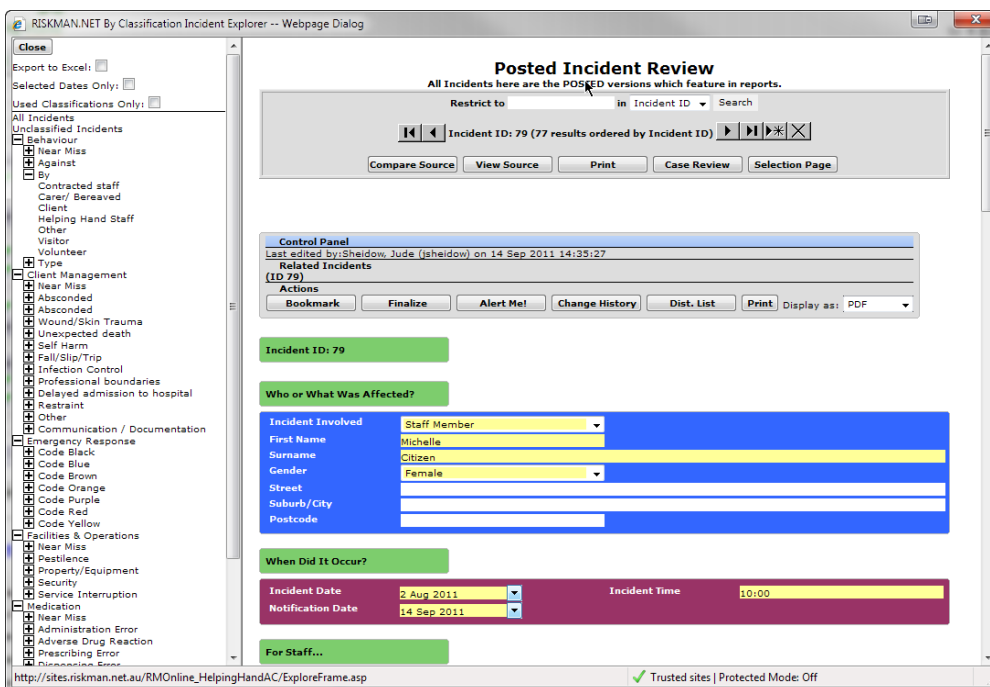 RISKMAN.NET By Classification Incident Explorer -- Webpage Dialog
Close
Export to Excel:
Selected Dates Only:
Used Classifications Only:
All Incidents
Unclassified Incidents
Behaviour
Near Miss
Against
By
Contracted staff
Carer/ Bereaved
Client
Helping Hand Staff
Other
Visitor
Volunteer
Type
Client Management
Near Miss
Absconded
Absconded
Wound/Skin Trauma
Unexpected death
Self Harm
Fall/Slip/Trip
Infection Control
Professional boundaries
Delayed admission to hospital
Restraint
Other
Communication / Documentation
Emergency Response
Code Black
Code Blue
Code Brown
Code Orange
Code Purple
Code Red
Code Yellow
Facilities & Operations
Near Miss
Pestilence
Property/Equipment
Security
Service Interruption
Medication
Near Miss
Administration Error
Adverse Drug Reaction
Prescribing Error
Dispensing Error
Posted Incident Review
All Incidents here are the POSTED versions which feature in reports.
Restrict to in Incident ID Search
Incident ID: 79 (77 results ordered by Incident ID)
Compare Source View Source Print Case Review Selection Page
Control Panel
Last edited by:Sheidow, Jude (jsheidow) on 14 Sep 2011 14:35:27
Related Incidents
(ID 79)
Actions
Bookmark Finalize Alert Me! Change History Dist. List Print Display as: PDF
Incident ID: 79
Who or What Was Affected?
Incident Involved Staff Member
First Name Michelle
Surname Citizen
Gender Female
Street
Suburb/City
Postcode
When Did It Occur?
Incident Date 2 Aug 2011 Incident Time 10:00
Notification Date 14 Sep 2011
For Staff...
http://sites.riskman.net.au/RMOnline_HelpingHandAC/ExploreFrame.asp Trusted sites | Protected Mode: Off